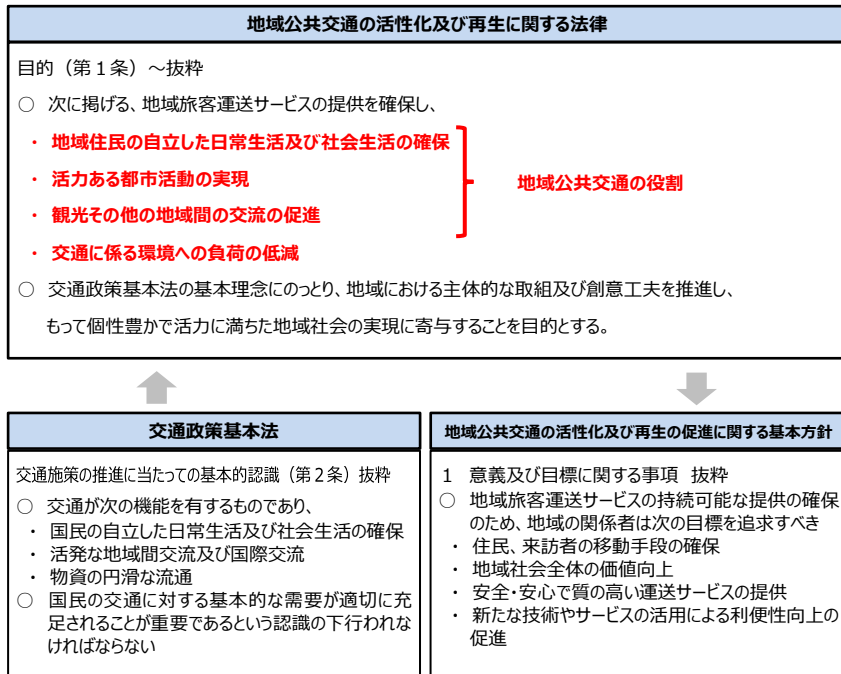 地域公共交通の活性化及び再生に関する法律
目的（第１条）～抜粋
○ 次に掲げる、地域旅客運送サービスの提供を確保し、
・ 地域住民の自立した日常生活及び社会生活の確保
・ 活力ある都市活動の実現
・ 観光その他の地域間の交流の促進
・ 交通に係る環境への負荷の低減
地域公共交通の役割
○ 交通政策基本法の基本理念にのっとり、地域における主体的な取組及び創意工夫を推進し、
もって個性豊かで活力に満ちた地域社会の実現に寄与することを目的とする。
交通政策基本法
交通施策の推進に当たっての基本的認識（第２条）抜粋
○ 交通が次の機能を有するものであり、
・ 国民の自立した日常生活及び社会生活の確保
・ 活発な地域間交流及び国際交流
・ 物資の円滑な流通
○ 国民の交通に対する基本的な需要が適切に充
足されることが重要であるという認識の下行われな
ければならない
地域公共交通の活性化及び再生の促進に関する基本方針
１ 意義及び目標に関する事項 抜粋
○ 地域旅客運送サービスの持続可能な提供の確保
のため、地域の関係者は次の目標を追求すべき
・ 住民、来訪者の移動手段の確保
・ 地域社会全体の価値向上
・ 安全・安心で質の高い運送サービスの提供
・ 新たな技術やサービスの活用による利便性向上の
促進